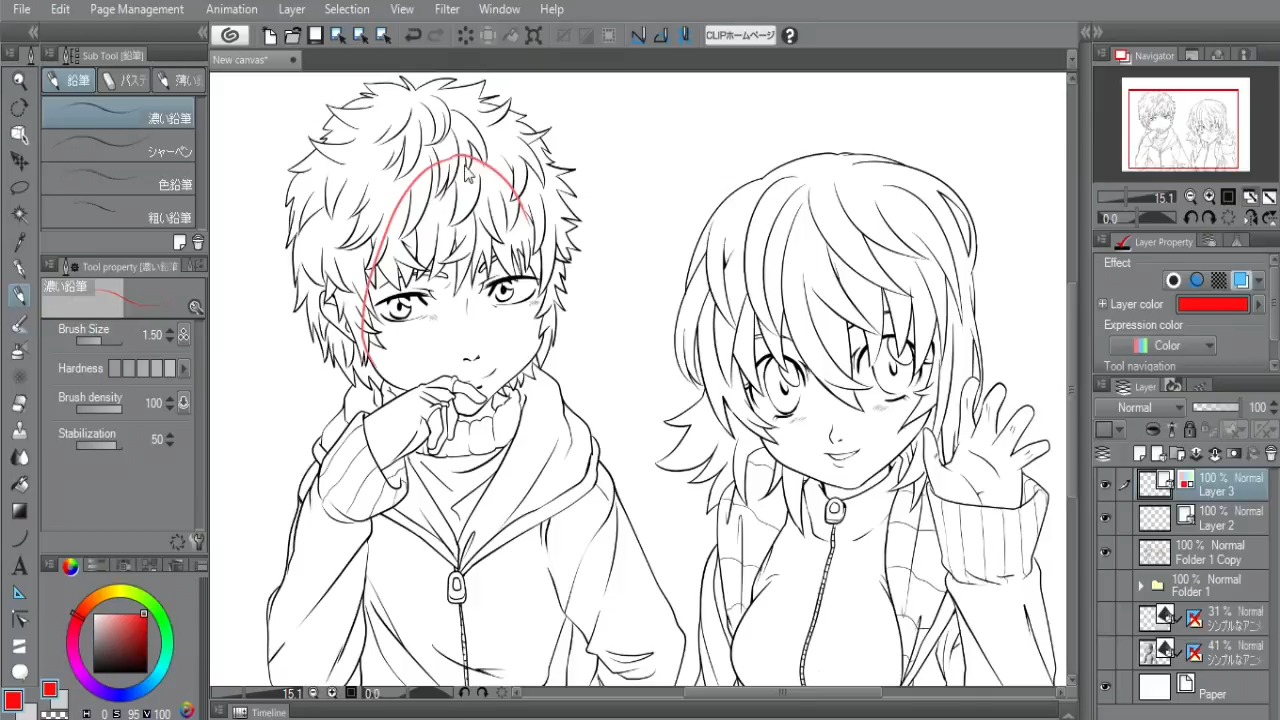 File Edit Page Management Animation Layer Selection View Filter Window Help
CLIPホームページ
New canvas*
Sub Tool [鉛筆]
鉛筆 パステ 薄い
濃い鉛筆
シャーペン
色鉛筆
粗い鉛筆
Tool property [濃い鉛筆]
濃い鉛筆
Brush Size 1.50
Hardness
Brush density 100
Stabilization 50
H 0 S 95 V 100
15.1 0.0
Timeline
Navigator
15.1
0.0
Layer Property
Effect
Layer color
Expression color
Color
Tool navigation
Layer
Normal 100
100 % Normal
Layer 3
100 % Normal
Layer 2
100 % Normal
Folder 1 Copy
100 % Normal
Folder 1
31 % Normal
シンプルなアニメ
41 % Normal
シンプルなアニメ
Paper